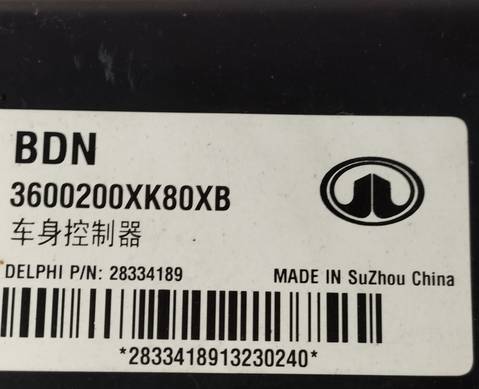 BDN
3600200XK80XB
车身控制器
DELPHI P/N: 28334189
MADE IN SuZhou China
*2833418913230240*